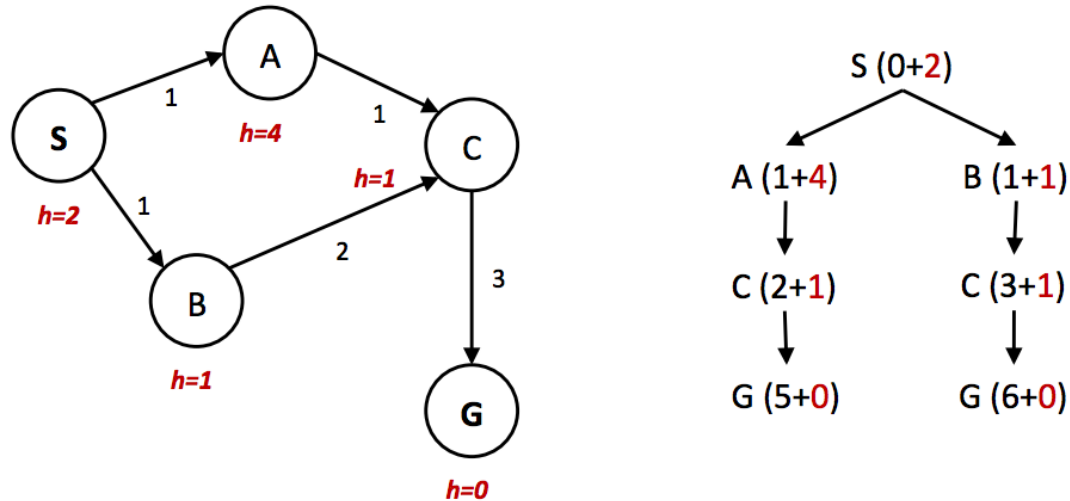 A
1
h=4
S
h=2
1
C
1
h=1
B
h=1
2
3
G
h=0
S (0+2)
A (1+4)
B (1+1)
C (2+1)
C (3+1)
G (5+0)
G (6+0)